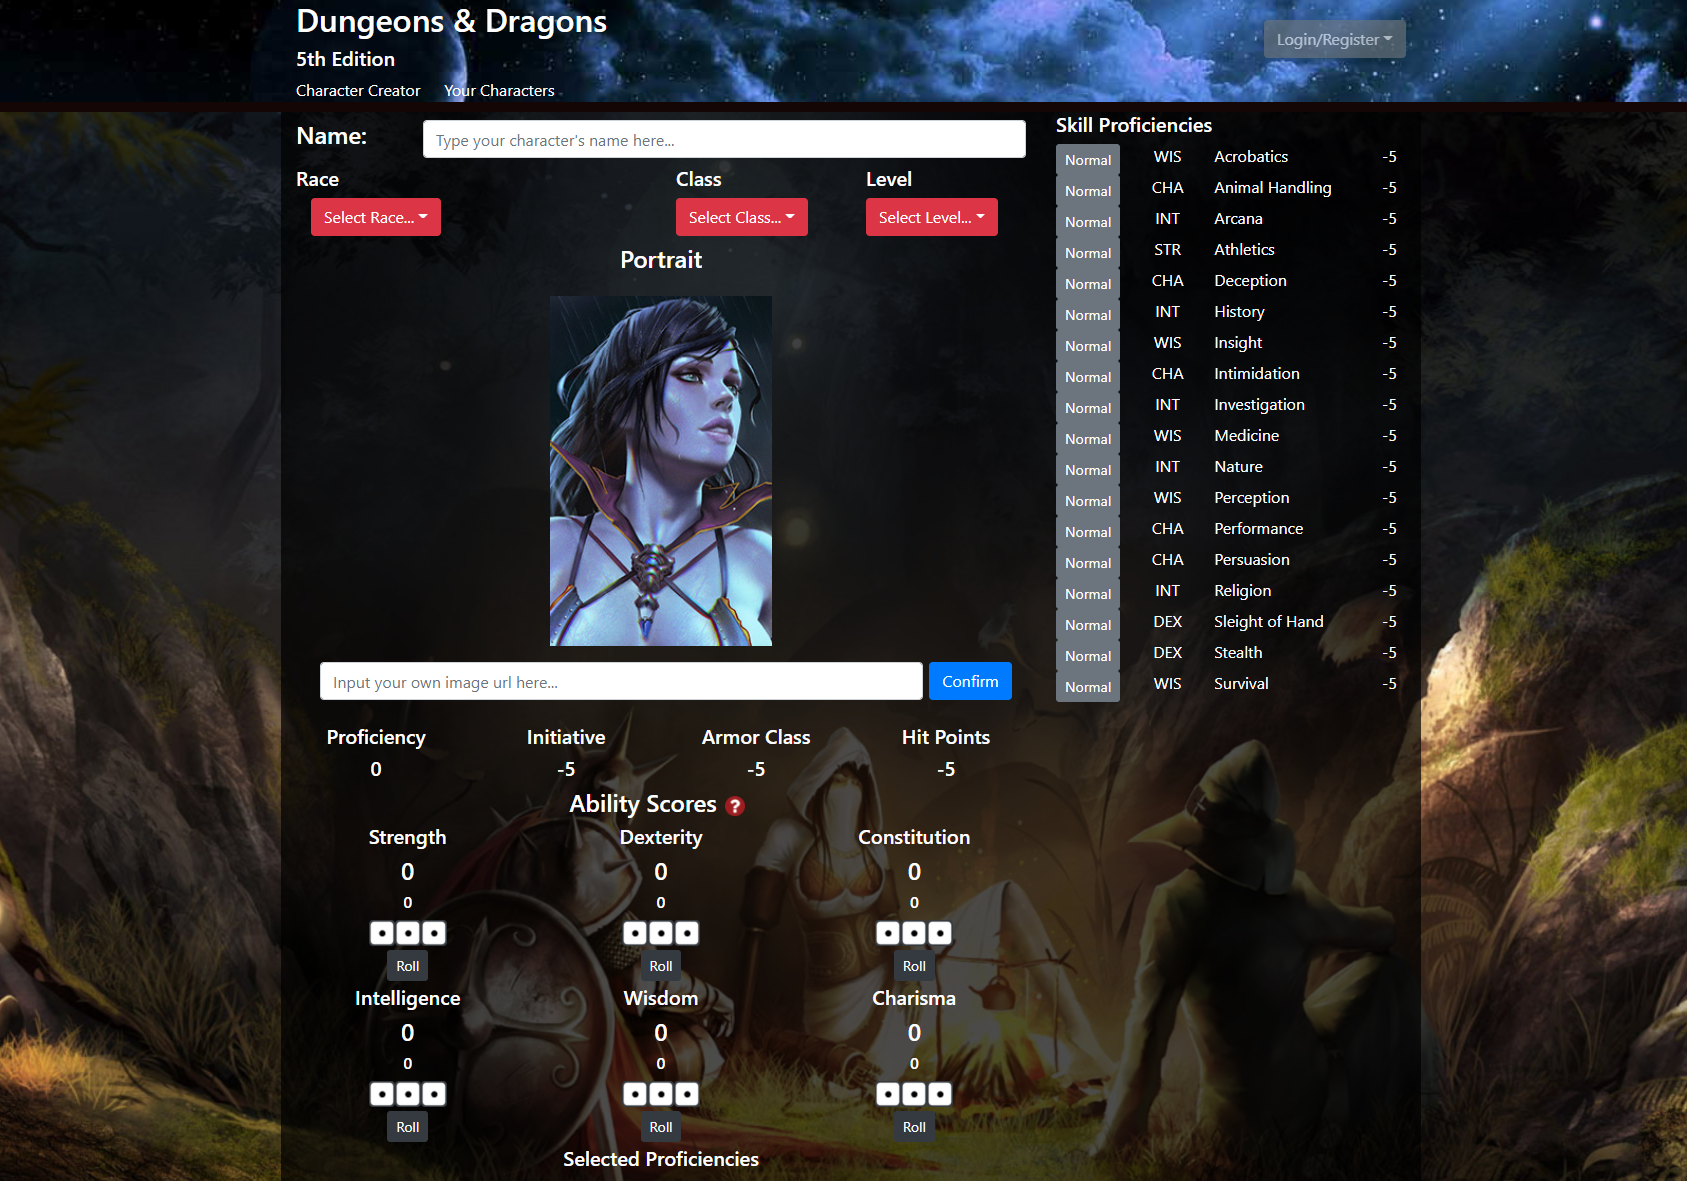 Dungeons & Dragons
5th Edition
Character Creator Your Characters
Login/Register
Name: Type your character's name here...
Race Class Level
Select Race... Select Class... Select Level...
Portrait
Input your own image url here... Confirm
Proficiency Initiative Armor Class Hit Points
0 -5 -5 -5
Ability Scores ?
Strength Dexterity Constitution
0 0 0
0 0 0
Roll Roll Roll
Intelligence Wisdom Charisma
0 0 0
0 0 0
Roll Roll Roll
Selected Proficiencies
Skill Proficiencies
Normal WIS Acrobatics -5
Normal CHA Animal Handling -5
Normal INT Arcana -5
Normal STR Athletics -5
Normal CHA Deception -5
Normal INT History -5
Normal WIS Insight -5
Normal CHA Intimidation -5
Normal INT Investigation -5
Normal WIS Medicine -5
Normal INT Nature -5
Normal WIS Perception -5
Normal CHA Performance -5
Normal CHA Persuasion -5
Normal INT Religion -5
Normal DEX Sleight of Hand -5
Normal DEX Stealth -5
Normal WIS Survival -5